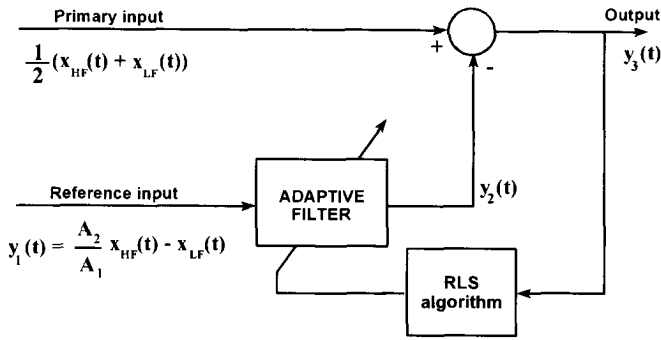 Primary input
Output
1/2 (x_HF(t) + x_LF(t))
+
-
y_3(t)
Reference input
ADAPTIVE
FILTER
y_2(t)
y_1(t) = A_2/A_1 x_HF(t) - x_LF(t)
RLS
algorithm